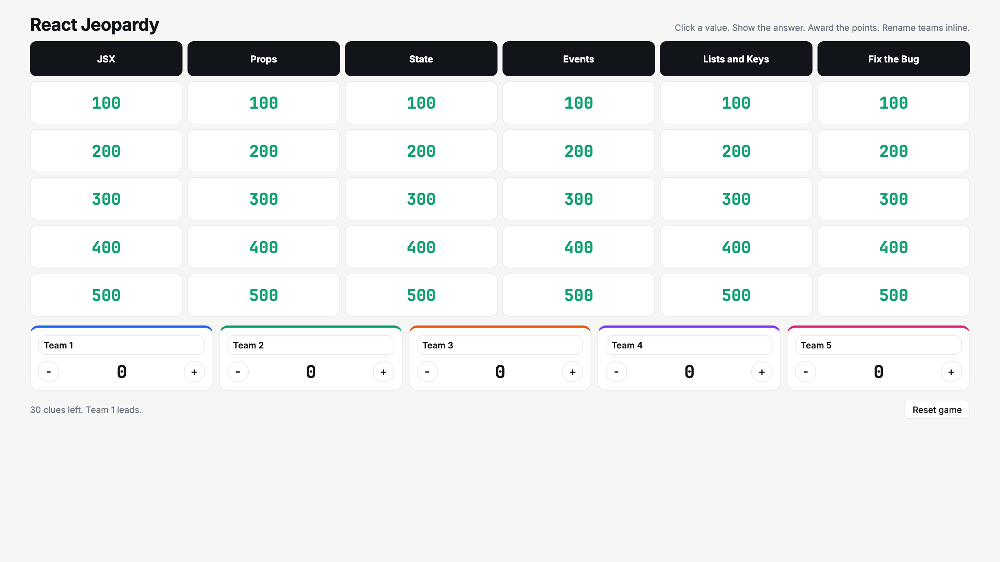 React Jeopardy
Click a value. Show the answer. Award the points. Rename teams inline.
JSX Props State Events Lists and Keys Fix the Bug
100 100 100 100 100 100
200 200 200 200 200 200
300 300 300 300 300 300
400 400 400 400 400 400
500 500 500 500 500 500
Team 1 Team 2 Team 3 Team 4 Team 5
- 0 + - 0 + - 0 + - 0 + - 0 +
30 clues left. Team 1 leads.
Reset game